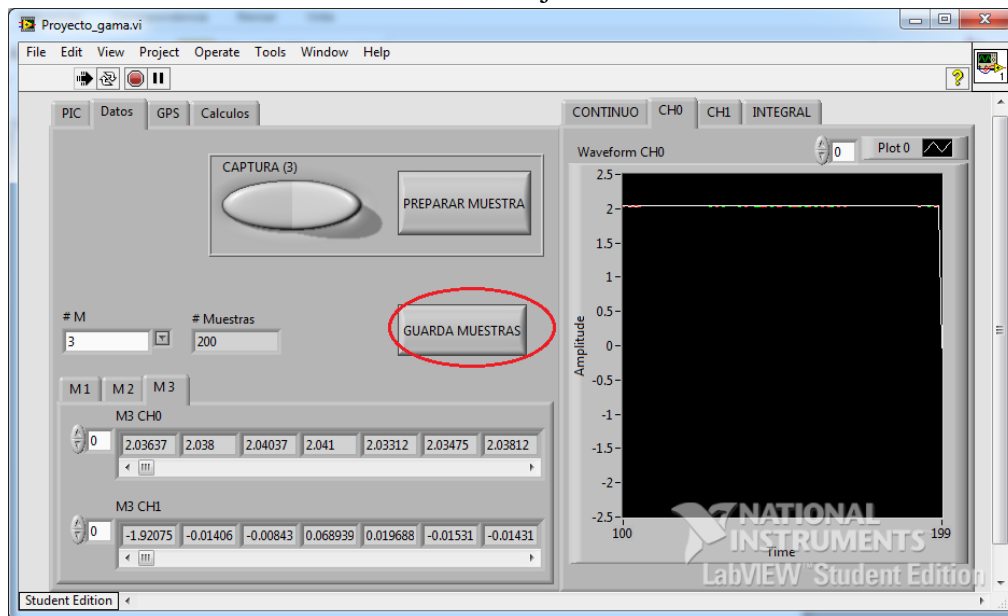 Proyecto_gama.vi
File Edit View Project Operate Tools Window Help
PIC Datos GPS Calculos
CAPTURA (3)
PREPARAR MUESTRA
# M
3
# Muestras
200
GUARDA MUESTRAS
M1 M2 M3
M3 CH0
0 2.03637 2.038 2.04037 2.041 2.03312 2.03475 2.03812
M3 CH1
0 -1.92075 -0.01406 -0.00843 0.068939 0.019688 -0.01531 -0.01431
CONTINUO CH0 CH1 INTEGRAL
Waveform CH0
0
Plot 0
Amplitude
2.5
2
1.5
1
0.5
0
-0.5
-1
-1.5
-2
-2.5
100 199
Time
NATIONAL
INSTRUMENTS
LabVIEW™ Student Edition
Student Edition
1